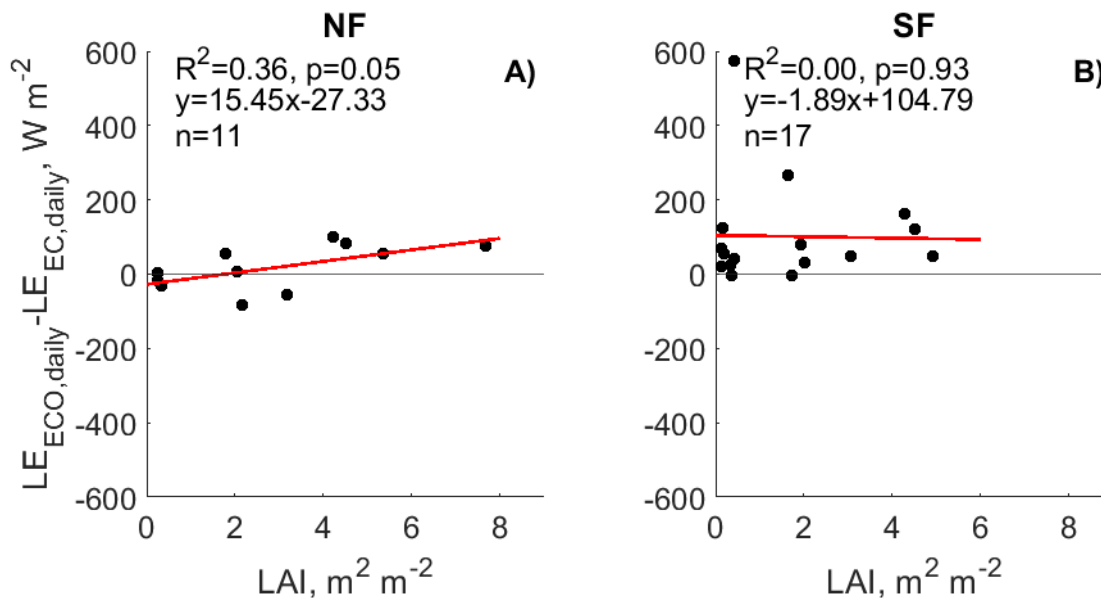 NF
A)
R²=0.36, p=0.05
y=15.45x-27.33
n=11
600
400
200
0
-200
-400
-600
0 2 4 6 8
LAI, m² m⁻²
LE_ECO,daily-LE_EC,daily, W m⁻²
SF
B)
R²=0.00, p=0.93
y=-1.89x+104.79
n=17
600
400
200
0
-200
-400
-600
0 2 4 6 8
LAI, m² m⁻²